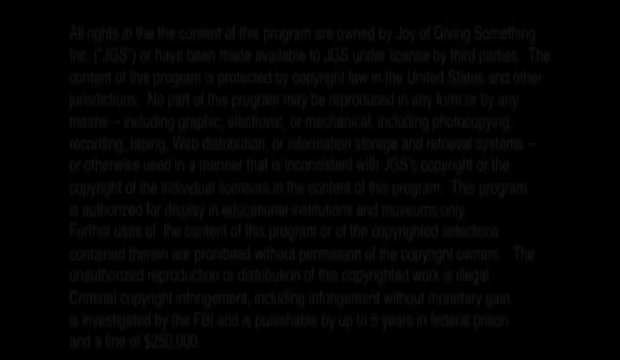 All rights in the the content of this program are owned by Joy of Giving Something,
Inc. ("JGS") or have been made available to JGS under license by third parties. The
content of this program is protected by copyright law in the United States and other
jurisdictions. No part of this program may be reproduced in any form or by any
means – including graphic, electronic, or mechanical, including photocopying,
recording, taping, Web distribution, or information storage and retrieval systems –
or otherwise used in a manner that is inconsistent with JGS's copyright or the
copyright of the individual licensors in the content of this program. This program
is authorized for display in educational institutions and museums only.
Further uses of the content of this program or of the copyrighted selections
contained therein are prohibited without permission of the copyright owners. The
unauthorized reproduction or distribution of this copyrighted work is illegal.
Criminal copyright infringement, including infringement without monetary gain,
is investigated by the FBI and is punishable by up to 5 years in federal prison
and a fine of $250,000.